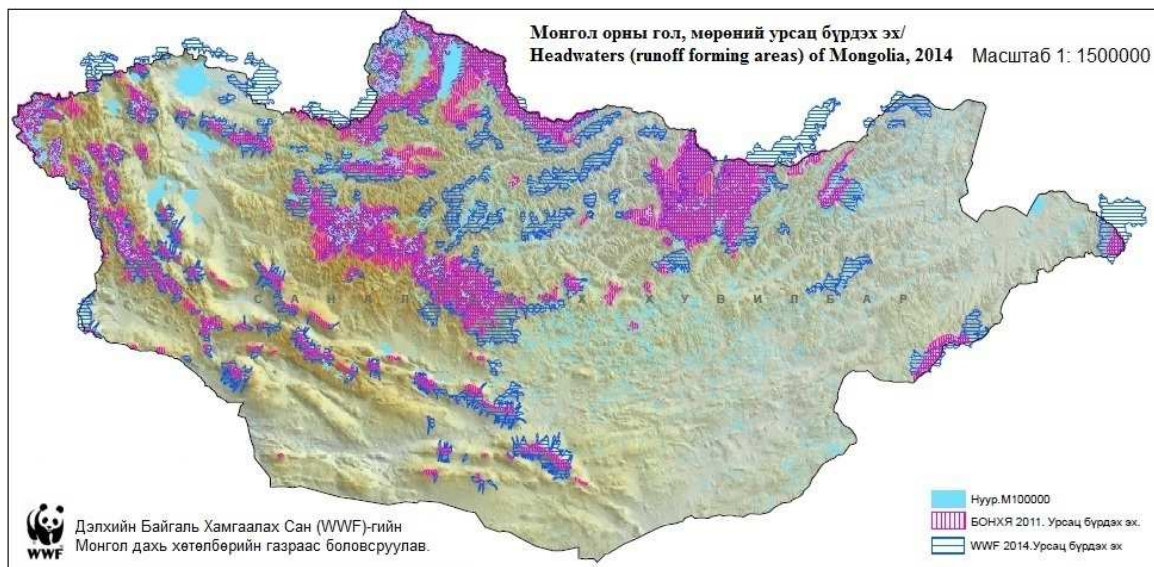 Монгол орны гол, мөрөний урсац бүрдэх эх/
Headwaters (runoff forming areas) of Mongolia, 2014
Масштаб 1: 1500000
Нуур.М100000
БОНХЯ 2011. Урсац бүрдэх эх.
WWF 2014.Урсац бүрдэх эх
WWF
Дэлхийн Байгаль Хамгаалах Сан (WWF)-гийн
Монгол дахь хөтөлбөрийн газраас боловсруулав.